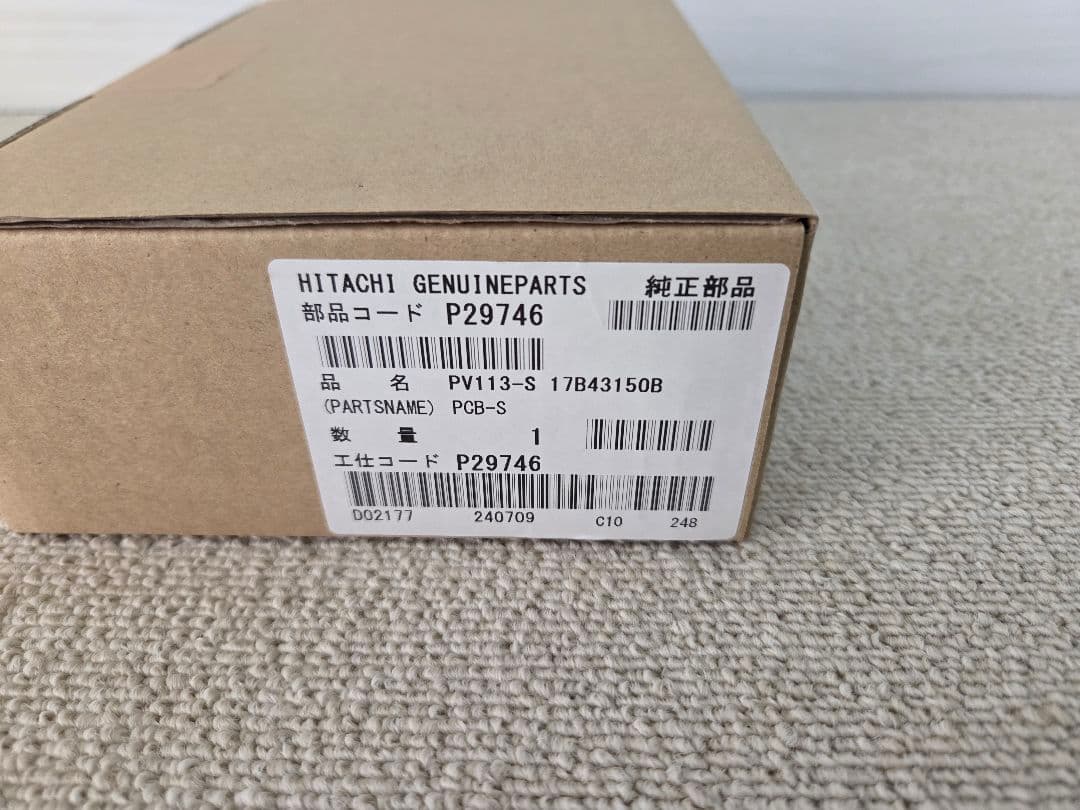 HITACHI GENUINEPARTS 純正部品
部品コード P29746
品 名 PV113-S 17B43150B
(PARTSNAME) PCB-S
数 量 1
工仕コード P29746
D02177 240709 C10 248